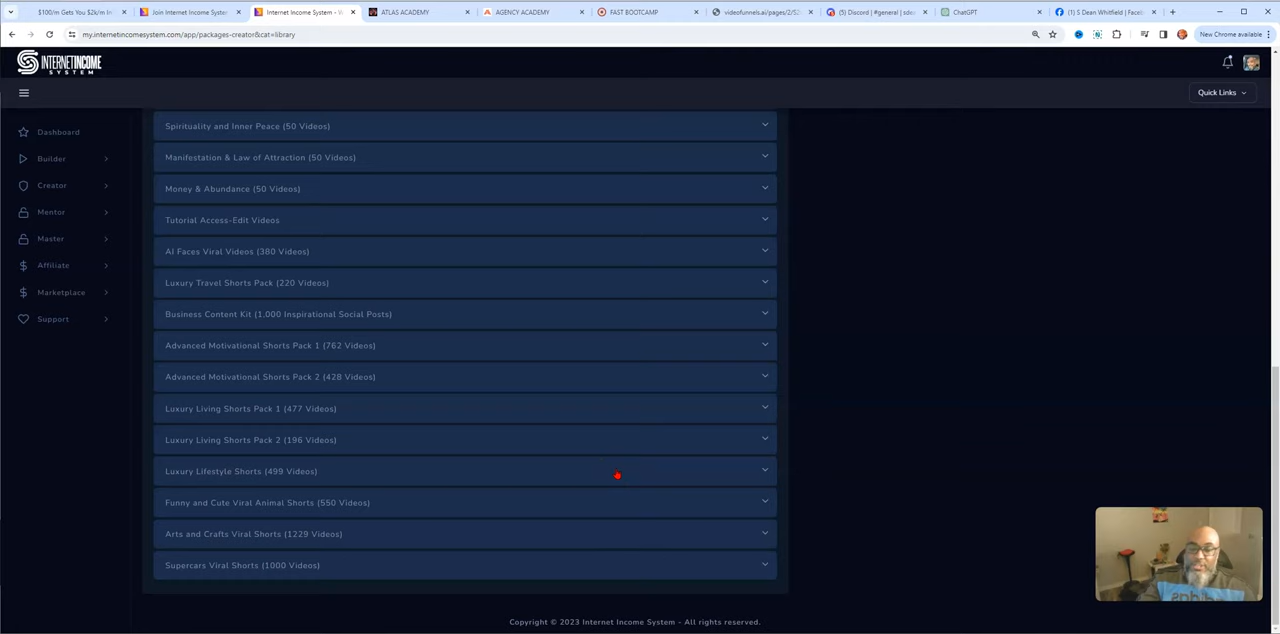 $100/m Gets You $2k/m In
Join Internet Income System
Internet Income System - V
ATLAS ACADEMY
AGENCY ACADEMY
FAST BOOTCAMP
videofunnels.ai/pages/2/S2
(5) Discord | #general | sdea
ChatGPT
(1) S Dean Whitfield | Faceb
my.internetincomesystem.com/app/packages-creator&cat=library
New Chrome available
INTERNETINCOME
SYSTEM
Quick Links
Dashboard
Builder
Creator
Mentor
Master
Affiliate
Marketplace
Support
Spirituality and Inner Peace (50 Videos)
Manifestation & Law of Attraction (50 Videos)
Money & Abundance (50 Videos)
Tutorial Access-Edit Videos
AI Faces Viral Videos (380 Videos)
Luxury Travel Shorts Pack (220 Videos)
Business Content Kit (1,000 Inspirational Social Posts)
Advanced Motivational Shorts Pack 1 (762 Videos)
Advanced Motivational Shorts Pack 2 (428 Videos)
Luxury Living Shorts Pack 1 (477 Videos)
Luxury Living Shorts Pack 2 (196 Videos)
Luxury Lifestyle Shorts (499 Videos)
Funny and Cute Viral Animal Shorts (550 Videos)
Arts and Crafts Viral Shorts (1229 Videos)
Supercars Viral Shorts (1000 Videos)
Copyright © 2023 Internet Income System - All rights reserved.